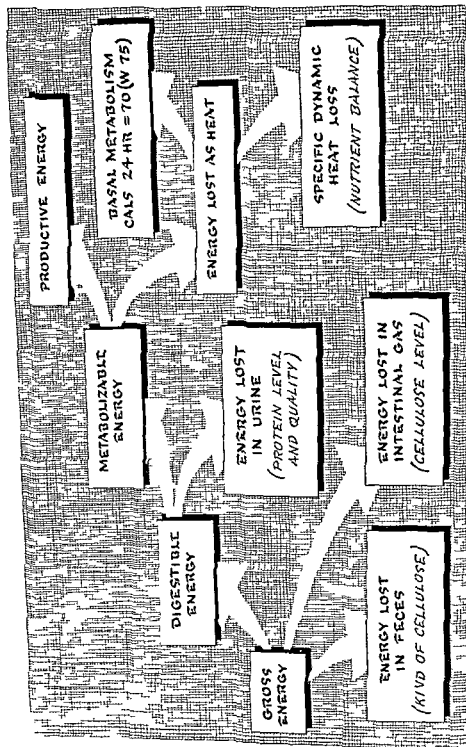 PRODUCTIVE ENERGY
METABOLIZABLE
ENERGY
BASAL METABOLISM
CALS 24 HR = 70 (W 75)
DIGESTIBLE
ENERGY
ENERGY LOST AS HEAT
GROSS
ENERGY
ENERGY LOST
IN URINE
(PROTEIN LEVEL
AND QUALITY)
SPECIFIC DYNAMIC
HEAT LOSS
(NUTRIENT BALANCE)
ENERGY LOST
IN FECES
(KIND OF CELLULOSE)
ENERGY LOST IN
INTESTINAL GAS
(CELLULOSE LEVEL)